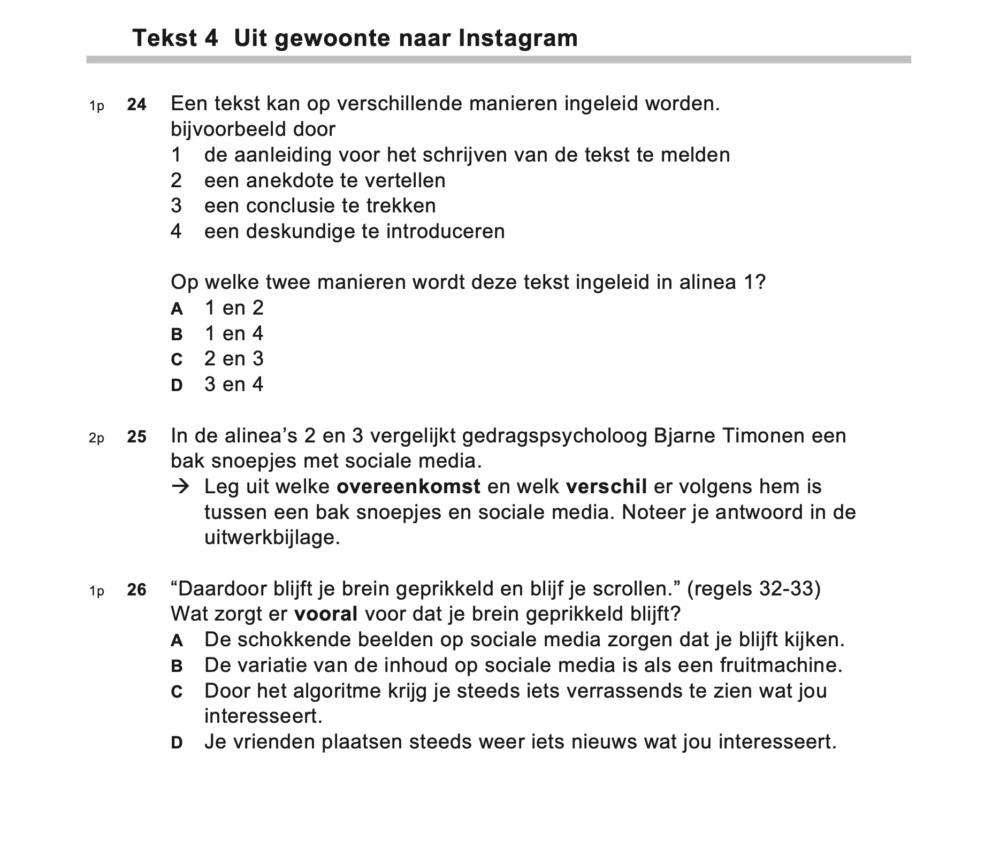 Tekst 4 Uit gewoonte naar Instagram
1p 24 Een tekst kan op verschillende manieren ingeleid worden.
bijvoorbeeld door
1 de aanleiding voor het schrijven van de tekst te melden
2 een anekdote te vertellen
3 een conclusie te trekken
4 een deskundige te introduceren
Op welke twee manieren wordt deze tekst ingeleid in alinea 1?
A 1 en 2
B 1 en 4
C 2 en 3
D 3 en 4
2p 25 In de alinea’s 2 en 3 vergelijkt gedragspsycholoog Bjarne Timonen een
bak snoepjes met sociale media.
→ Leg uit welke overeenkomst en welk verschil er volgens hem is
tussen een bak snoepjes en sociale media. Noteer je antwoord in de
uitwerkbijlage.
1p 26 “Daardoor blijft je brein geprikkeld en blijf je scrollen.” (regels 32-33)
Wat zorgt er vooral voor dat je brein geprikkeld blijft?
A De schokkende beelden op sociale media zorgen dat je blijft kijken.
B De variatie van de inhoud op sociale media is als een fruitmachine.
C Door het algoritme krijg je steeds iets verrassends te zien wat jou
interesseert.
D Je vrienden plaatsen steeds weer iets nieuws wat jou interesseert.